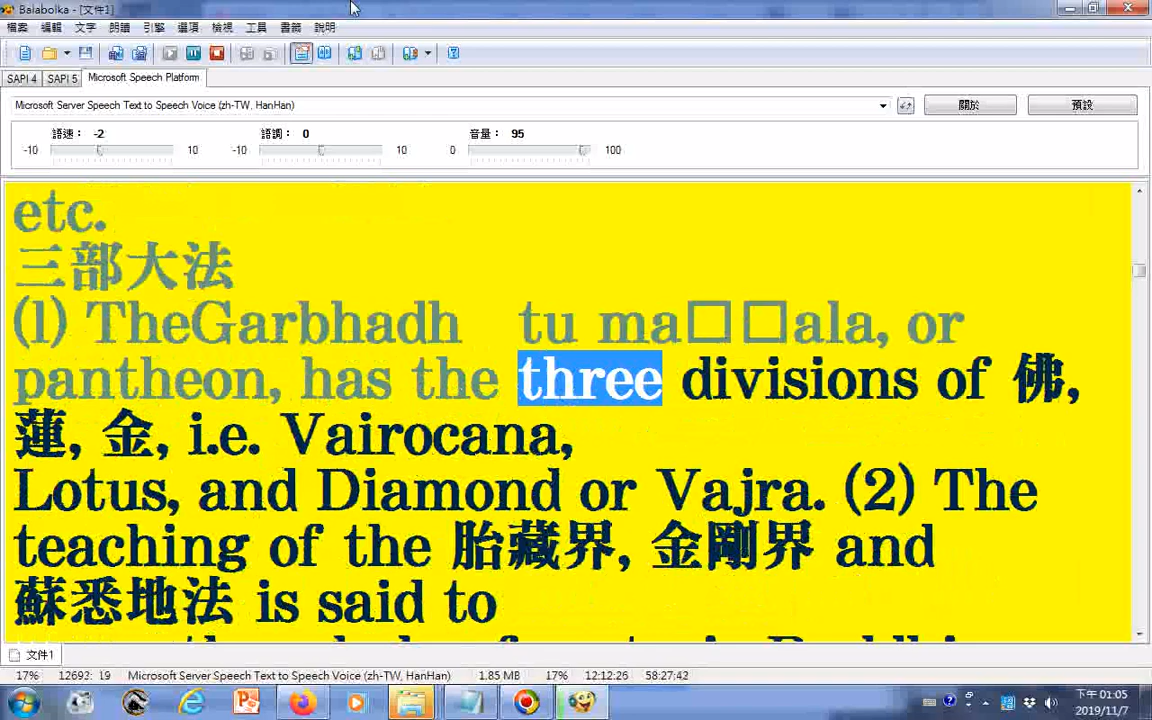 Balabolka - [文件1]
檔案 編輯 文字 朗讀 引擎 選項 檢視 工具 書籤 說明
SAPI 4 SAPI 5 Microsoft Speech Platform
Microsoft Server Speech Text to Speech Voice (zh-TW, HanHan) 關於 預設
語速： -2 語調： 0 音量： 95
-10 10 -10 10 0 100
etc.
三部大法
(1) TheGarbhadh tu ma□□ala, or
pantheon, has the three divisions of 佛,
蓮, 金, i.e. Vairocana,
Lotus, and Diamond or Vajra. (2) The
teaching of the 胎藏界, 金剛界 and
蘇悉地法 is said to
文件1
17% 12692: 19 Microsoft Server Speech Text to Speech Voice (zh-TW, HanHan) 1.85 MB 17% 12:12:26 58:27:42
下午 01:05
2019/11/7